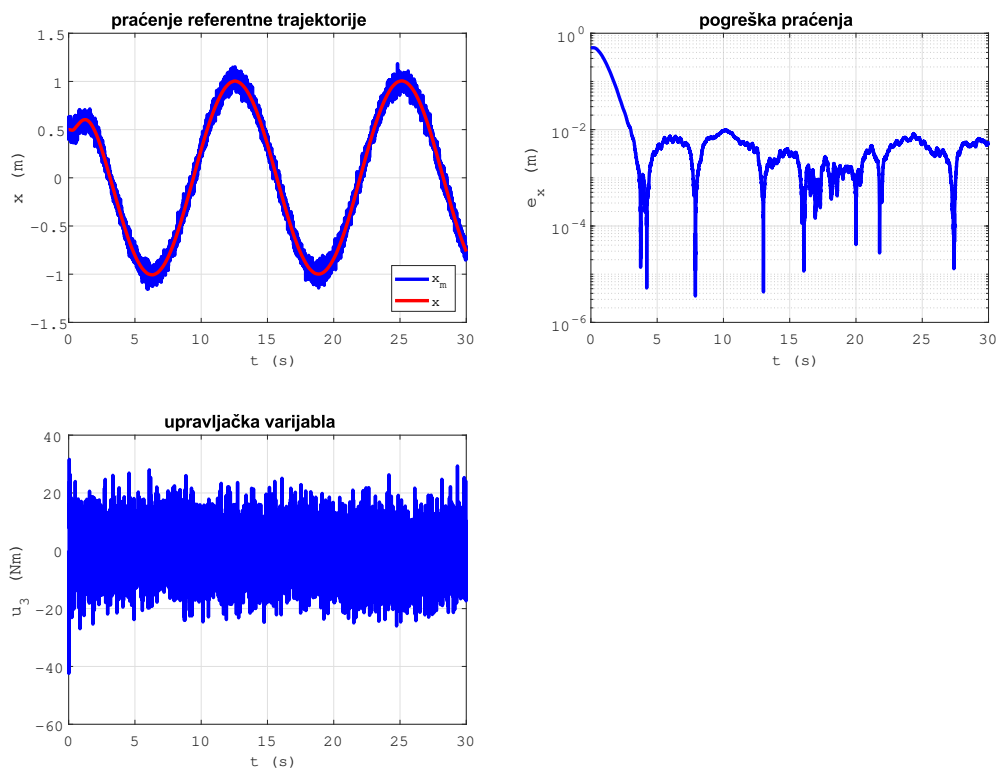 praćenje referentne trajektorije
1.5
1
0.5
0
-0.5
-1
-1.5
x (m)
0 5 10 15 20 25 30
t (s)
x_m
x
pogreška praćenja
10^0
10^-2
10^-4
10^-6
e_x (m)
0 5 10 15 20 25 30
t (s)
upravljačka varijabla
40
20
0
-20
-40
-60
u_3 (Nm)
0 5 10 15 20 25 30
t (s)